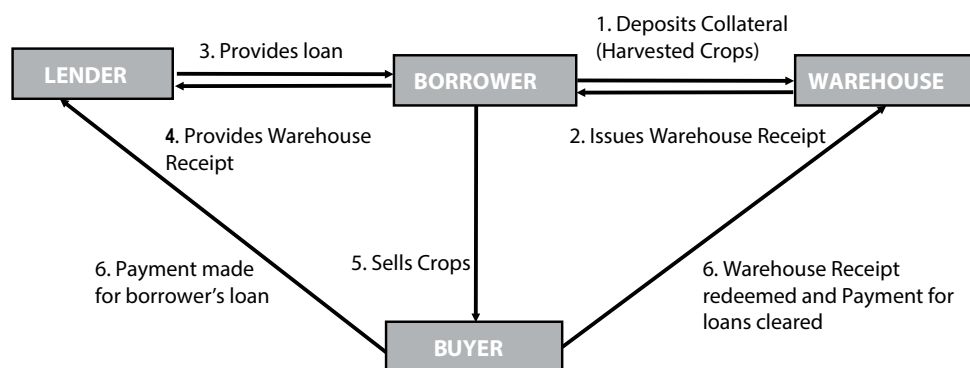 1. Deposits Collateral
(Harvested Crops)
3. Provides loan
LENDER
BORROWER
WAREHOUSE
4. Provides Warehouse
Receipt
2. Issues Warehouse Receipt
6. Payment made
for borrower’s loan
5. Sells Crops
6. Warehouse Receipt
redeemed and Payment for
loans cleared
BUYER